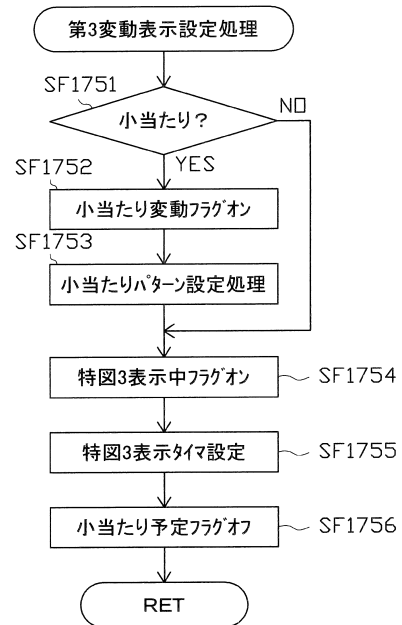 第3変動表示設定処理
SF1751
小当たり？
NO
YES
SF1752
小当たり変動フラグオン
SF1753
小当たりパターン設定処理
特図3表示中フラグオン
SF1754
特図3表示タイマ設定
SF1755
小当たり予定フラグオフ
SF1756
RET